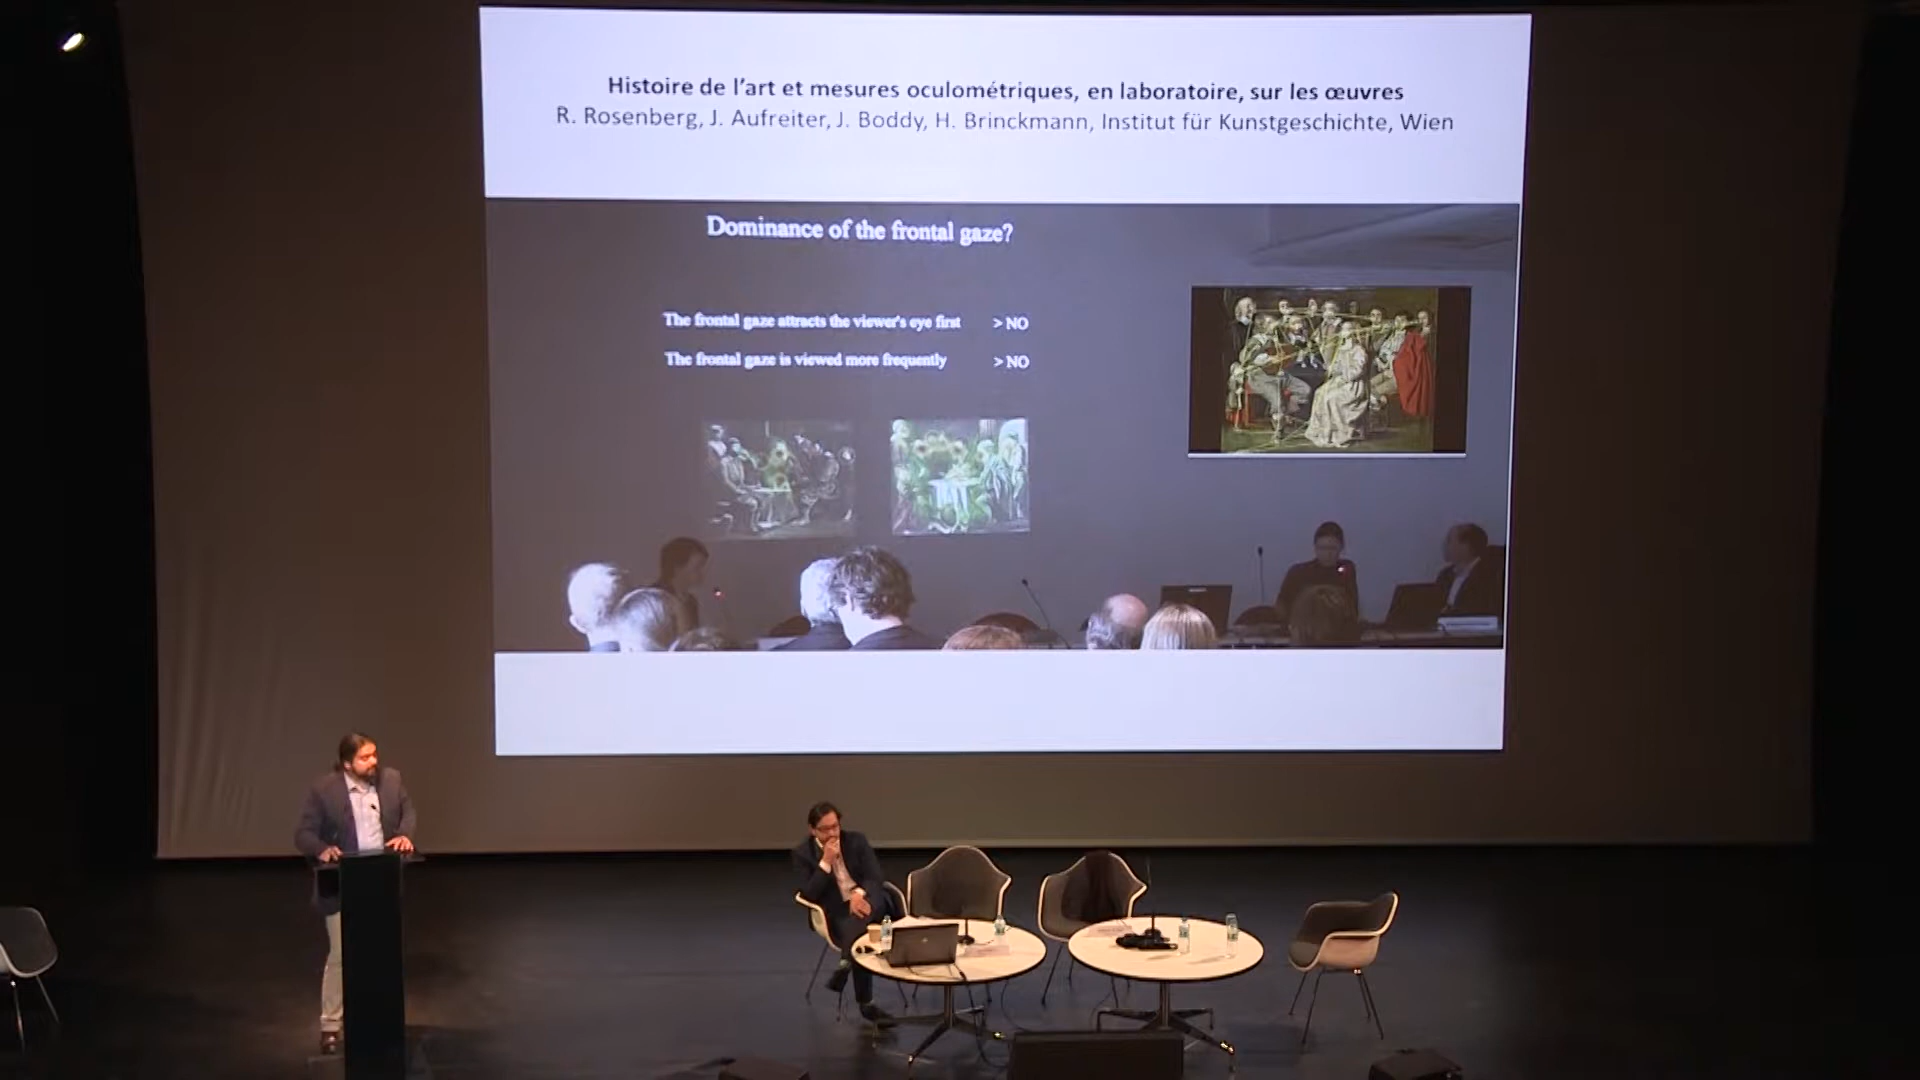 Histoire de l'art et mesures oculométriques, en laboratoire, sur les œuvres
R. Rosenberg, J. Aufreiter, J. Boddy, H. Brinckmann, Institut für Kunstgeschichte, Wien
Dominance of the frontal gaze?
The frontal gaze attracts the viewer's eye first > NO
The frontal gaze is viewed more frequently > NO